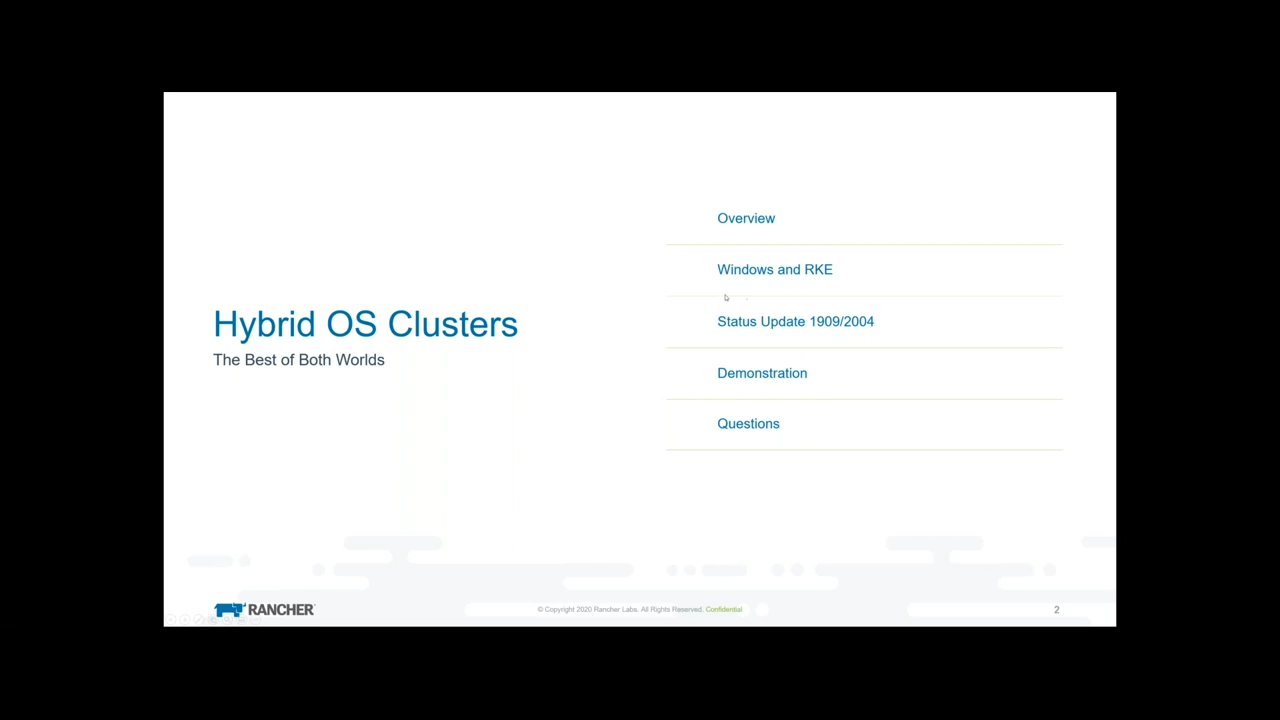 Hybrid OS Clusters
The Best of Both Worlds
Overview
Windows and RKE
Status Update 1909/2004
Demonstration
Questions
RANCHER
© Copyright 2020 Rancher Labs. All Rights Reserved. Confidential
2